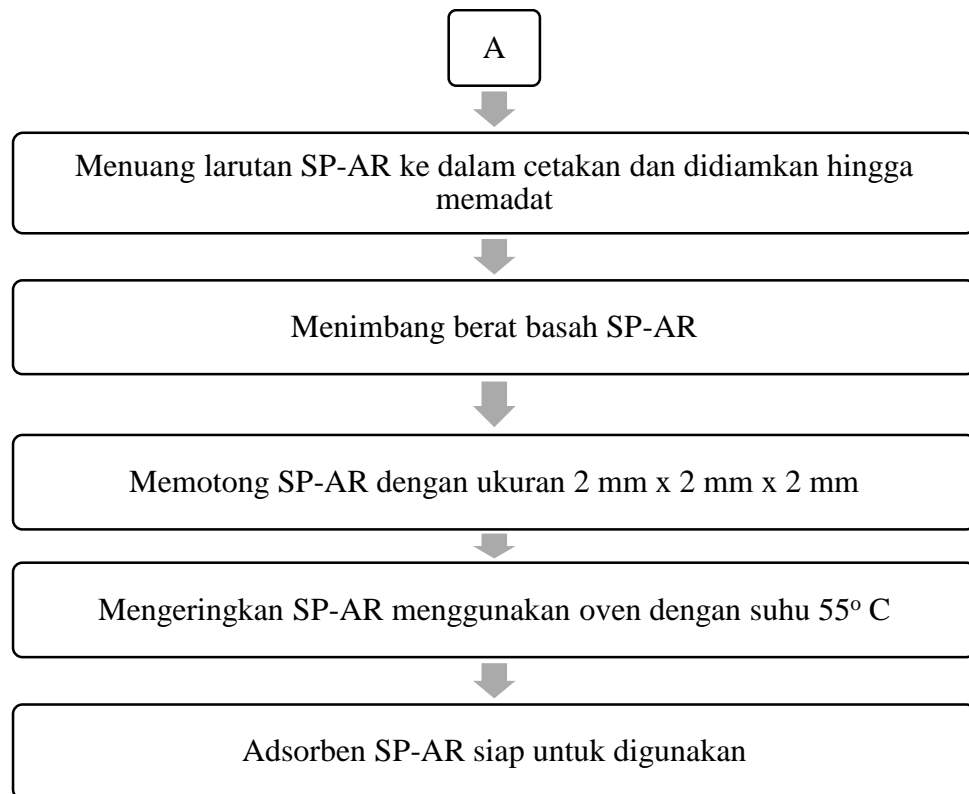 A
Menuang larutan SP-AR ke dalam cetakan dan didiamkan hingga
memadat
Menimbang berat basah SP-AR
Memotong SP-AR dengan ukuran 2 mm x 2 mm x 2 mm
Mengeringkan SP-AR menggunakan oven dengan suhu 55º C
Adsorben SP-AR siap untuk digunakan